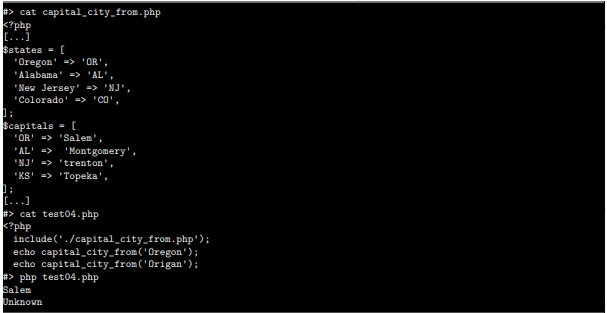 #> cat capital_city_from.php
<?php
[...]
$states = [
'Oregon' => 'OR',
'Alabama' => 'AL',
'New Jersey' => 'NJ',
'Colorado' => 'CO',
];
$capitals = [
'OR' => 'Salem',
'AL' => 'Montgomery',
'NJ' => 'trenton',
'KS' => 'Topeka',
];
[...]
#> cat test04.php
<?php
include('./capital_city_from.php');
echo capital_city_from('Oregon');
echo capital_city_from('Origan');
#> php test04.php
Salem
Unknown